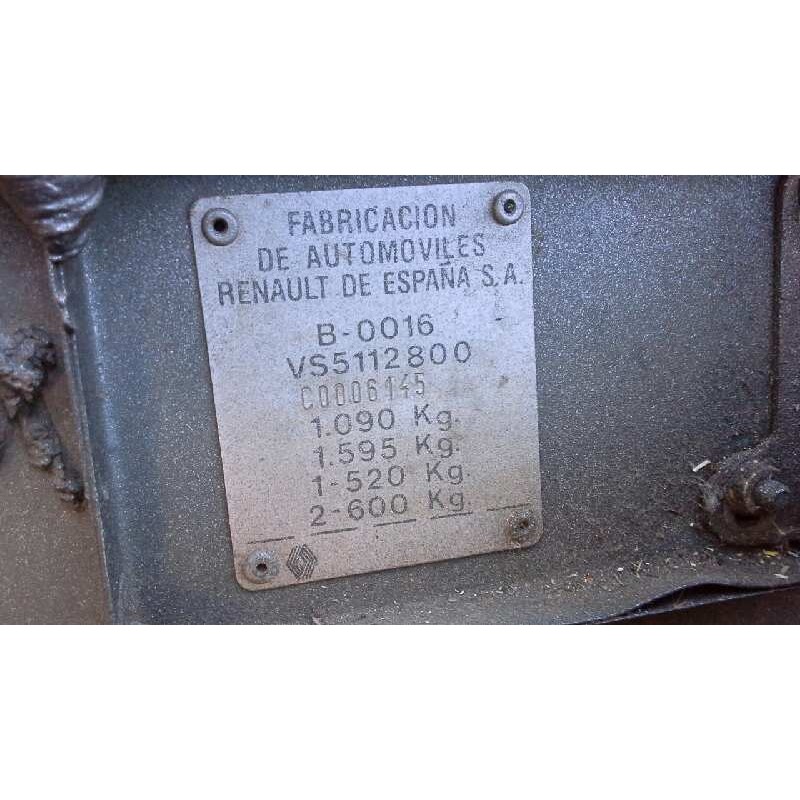 FABRICACION
DE AUTOMOVILES
RENAULT DE ESPAÑA S.A.
B-0016
VS5112800
C0006145
1.090 Kg.
1.595 Kg.
1-520 Kg.
2-600 Kg.